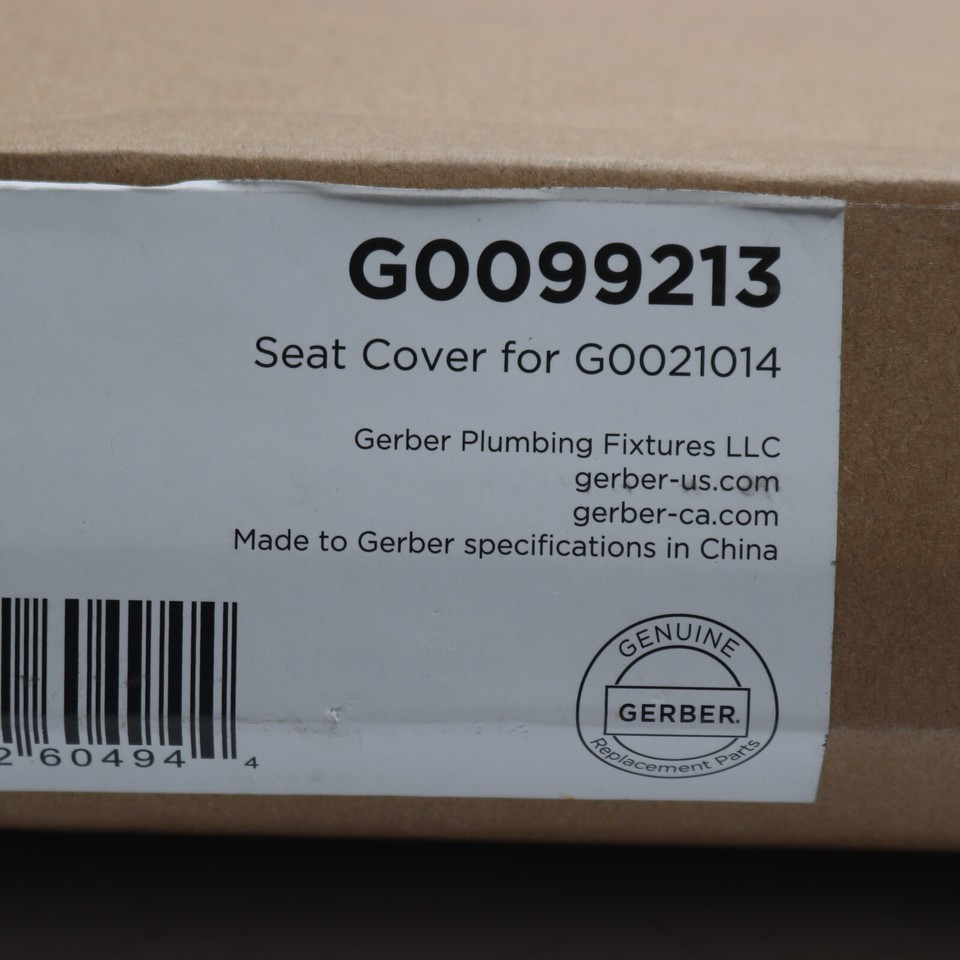 G0099213
Seat Cover for G0021014
Gerber Plumbing Fixtures LLC
gerber-us.com
gerber-ca.com
Made to Gerber specifications in China
2 60494 4
GENUINE
GERBER.
Replacement Parts